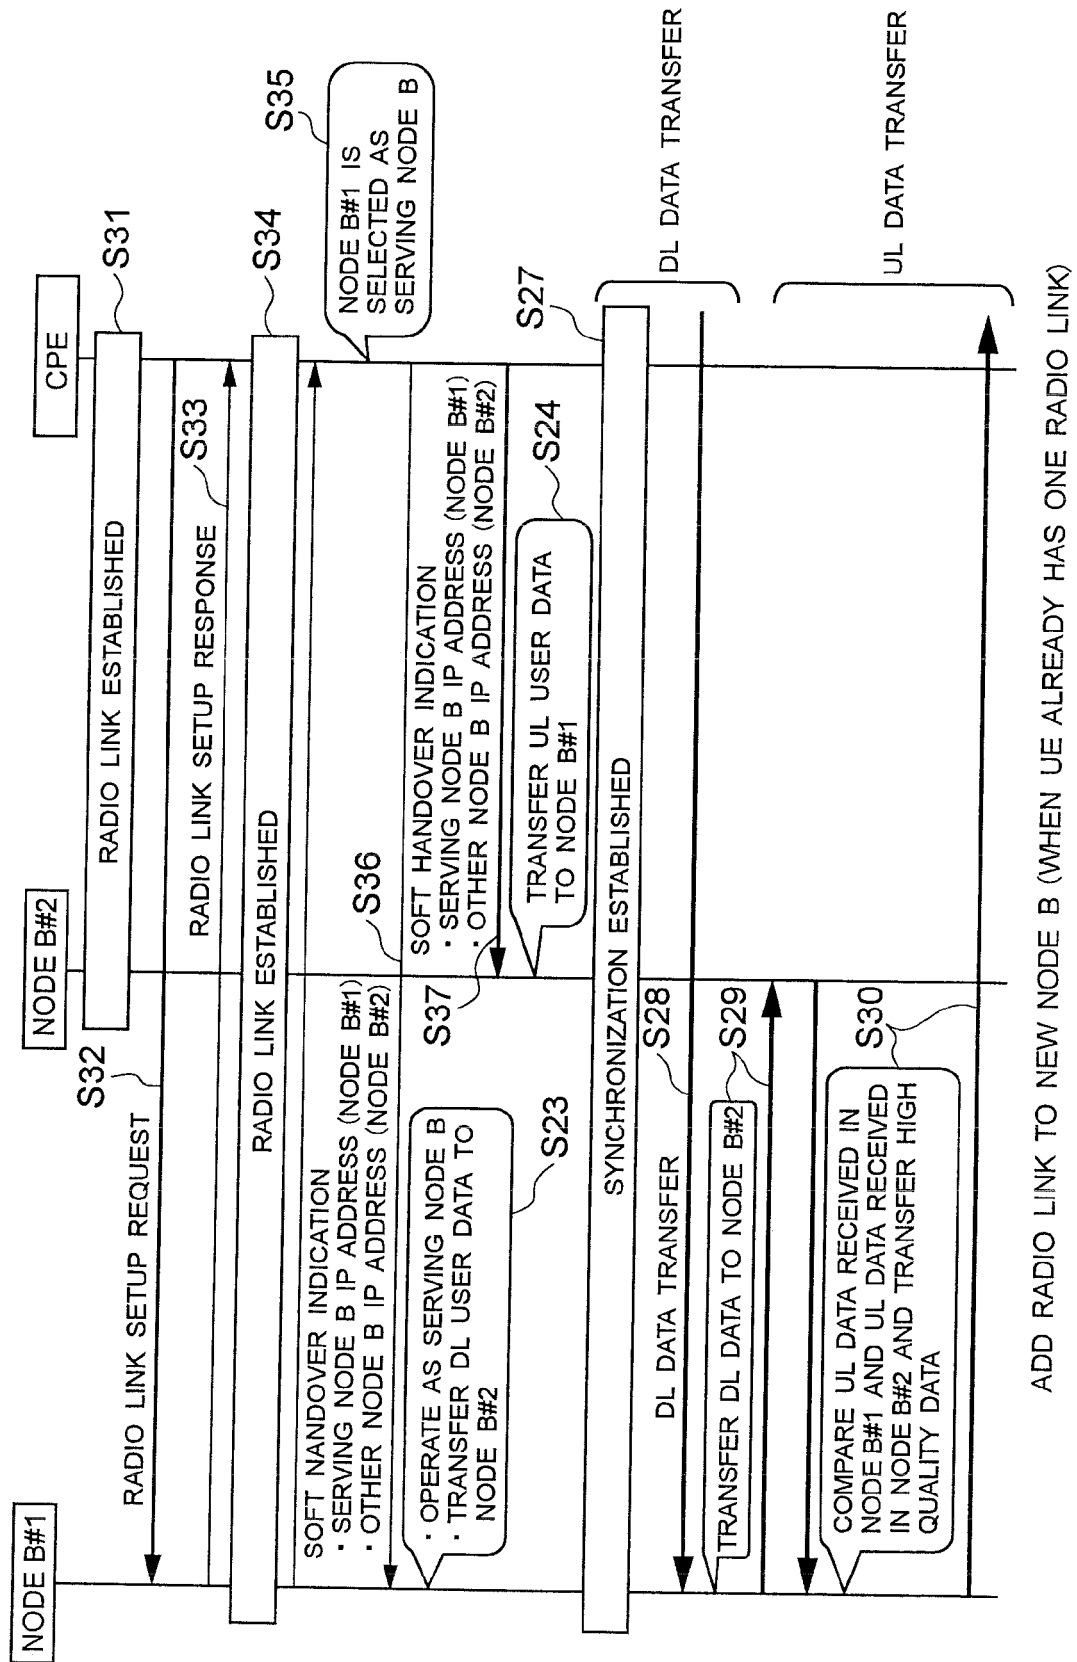 NODE B#1
NODE B#2
CPE
RADIO LINK ESTABLISHED
S31
S32
RADIO LINK SETUP REQUEST
RADIO LINK SETUP RESPONSE
S33
RADIO LINK ESTABLISHED
S34
NODE B#1 IS
SELECTED AS
SERVING NODE B
S35
SOFT NANDOVER INDICATION
· SERVING NODE B IP ADDRESS (NODE B#1)
· OTHER NODE B IP ADDRESS (NODE B#2)
S36
SOFT HANDOVER INDICATION
· SERVING NODE B IP ADDRESS (NODE B#1)
· OTHER NODE B IP ADDRESS (NODE B#2)
S37
· OPERATE AS SERVING NODE B
· TRANSFER DL USER DATA TO
NODE B#2
S23
TRANSFER UL USER DATA
TO NODE B#1
S24
SYNCHRONIZATION ESTABLISHED
S27
DL DATA TRANSFER
S28
DL DATA TRANSFER
TRANSFER DL DATA TO NODE B#2
S29
COMPARE UL DATA RECEIVED IN
NODE B#1 AND UL DATA RECEIVED
IN NODE B#2 AND TRANSFER HIGH
QUALITY DATA
S30
UL DATA TRANSFER
ADD RADIO LINK TO NEW NODE B (WHEN UE ALREADY HAS ONE RADIO LINK)